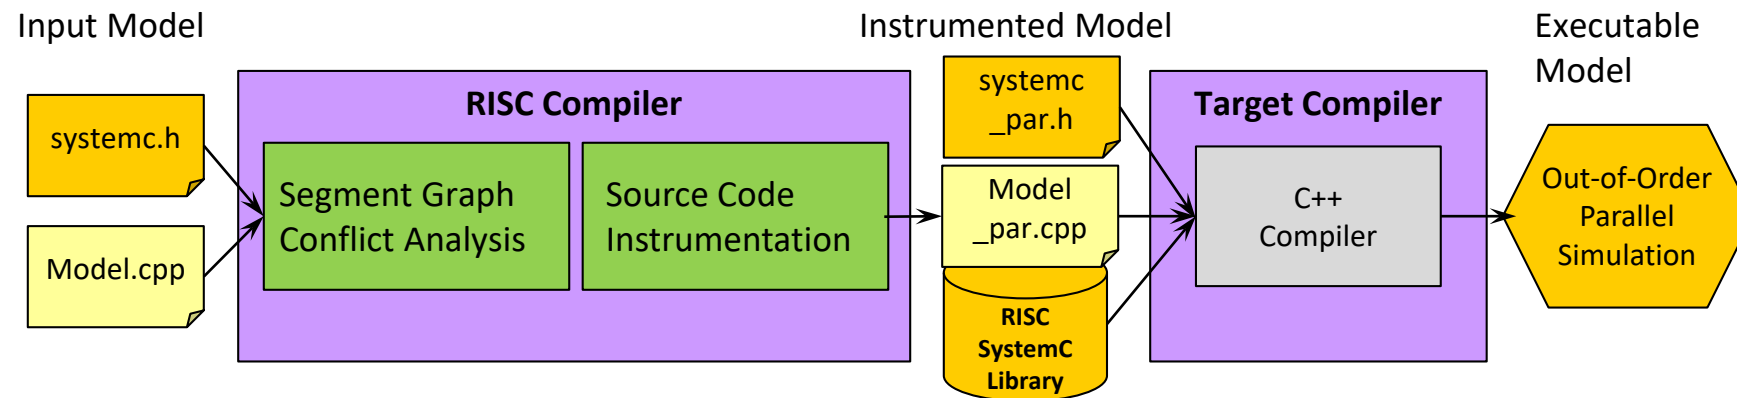 Input Model
Instrumented Model
Executable
Model
systemc.h
Model.cpp
RISC Compiler
Segment Graph
Conflict Analysis
Source Code
Instrumentation
systemc
_par.h
Model
_par.cpp
RISC
SystemC
Library
Target Compiler
C++
Compiler
Out-of-Order
Parallel
Simulation